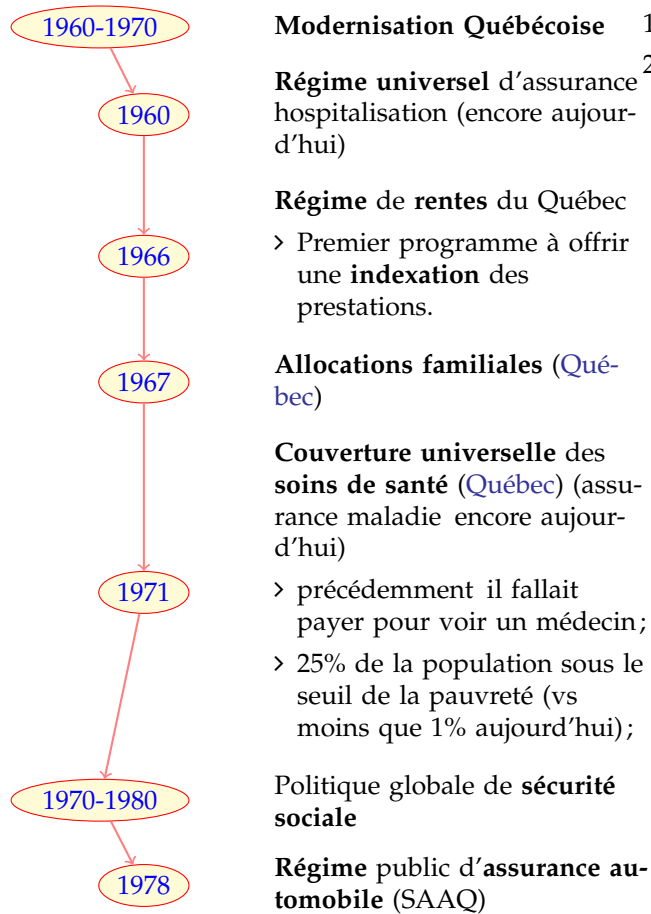 1960-1970
Modernisation Québécoise
1
2
1960
Régime universel d'assurance
hospitalisation (encore aujour-
d'hui)
1966
Régime de rentes du Québec
> Premier programme à offrir
une indexation des
prestations.
1967
Allocations familiales (Qué-
bec)
1971
Couverture universelle des
soins de santé (Québec) (assu-
rance maladie encore aujour-
d'hui)
> précédemment il fallait
payer pour voir un médecin;
> 25% de la population sous le
seuil de la pauvreté (vs
moins que 1% aujourd'hui);
1970-1980
Politique globale de sécurité
sociale
1978
Régime public d'assurance au-
tomobile (SAAQ)